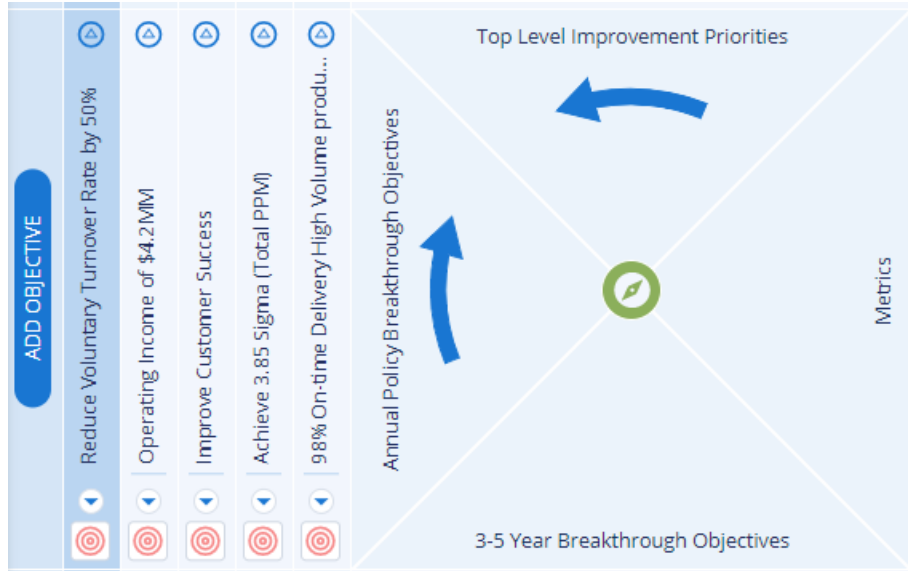 ADD OBJECTIVE
Reduce Voluntary Turnover Rate by 50%
Operating Income of $4.2MM
Improve Customer Success
Achieve 3.85 Sigma (Total PPM)
98% On-time Delivery High Volume produ...
Annual Policy Breakthrough Objectives
Top Level Improvement Priorities
Metrics
3-5 Year Breakthrough Objectives